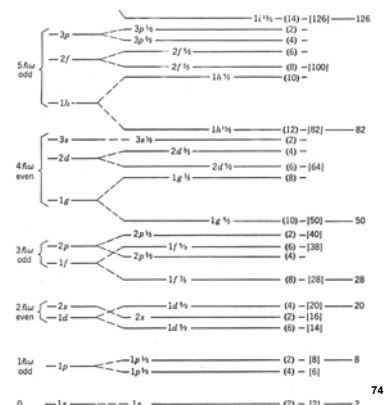 1i 13/2 (14) [126] 126
3p 1/2 (2)
3p 3p 3/2 (4)
2f 5/2 (6)
5ħω odd 2f 2f 7/2 (8) [100]
1h 9/2 (10)
1h
1h 11/2 (12) [82] 82
3s 3s 1/2 (2)
2d 3/2 (4)
4ħω even 2d 2d 5/2 (6) [64]
1g 7/2 (8)
1g
1g 9/2 (10) [50] 50
2p 1/2 (2) [40]
3ħω odd 2p 1f 5/2 (6) [38]
2p 3/2 (4)
1f
1f 7/2 (8) [28] 28
2ħω even 2s 1d 3/2 (4) [20] 20
1d 2s (2) [16]
1d 5/2 (6) [14]
1ħω odd 1p 1p 1/2 (2) [8] 8
1p 3/2 (4) [6]
74
0 1s 1s (2) [2] 2